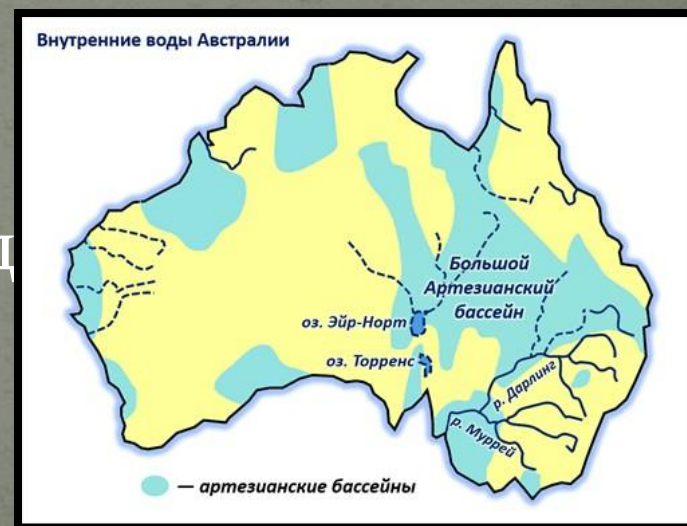 Внутренние воды Австралии
Большой
Артезианский
бассейн
оз. Эйр-Норт
оз. Торренс
р. Дарлинг
р. Муррей
— артезианские бассейны